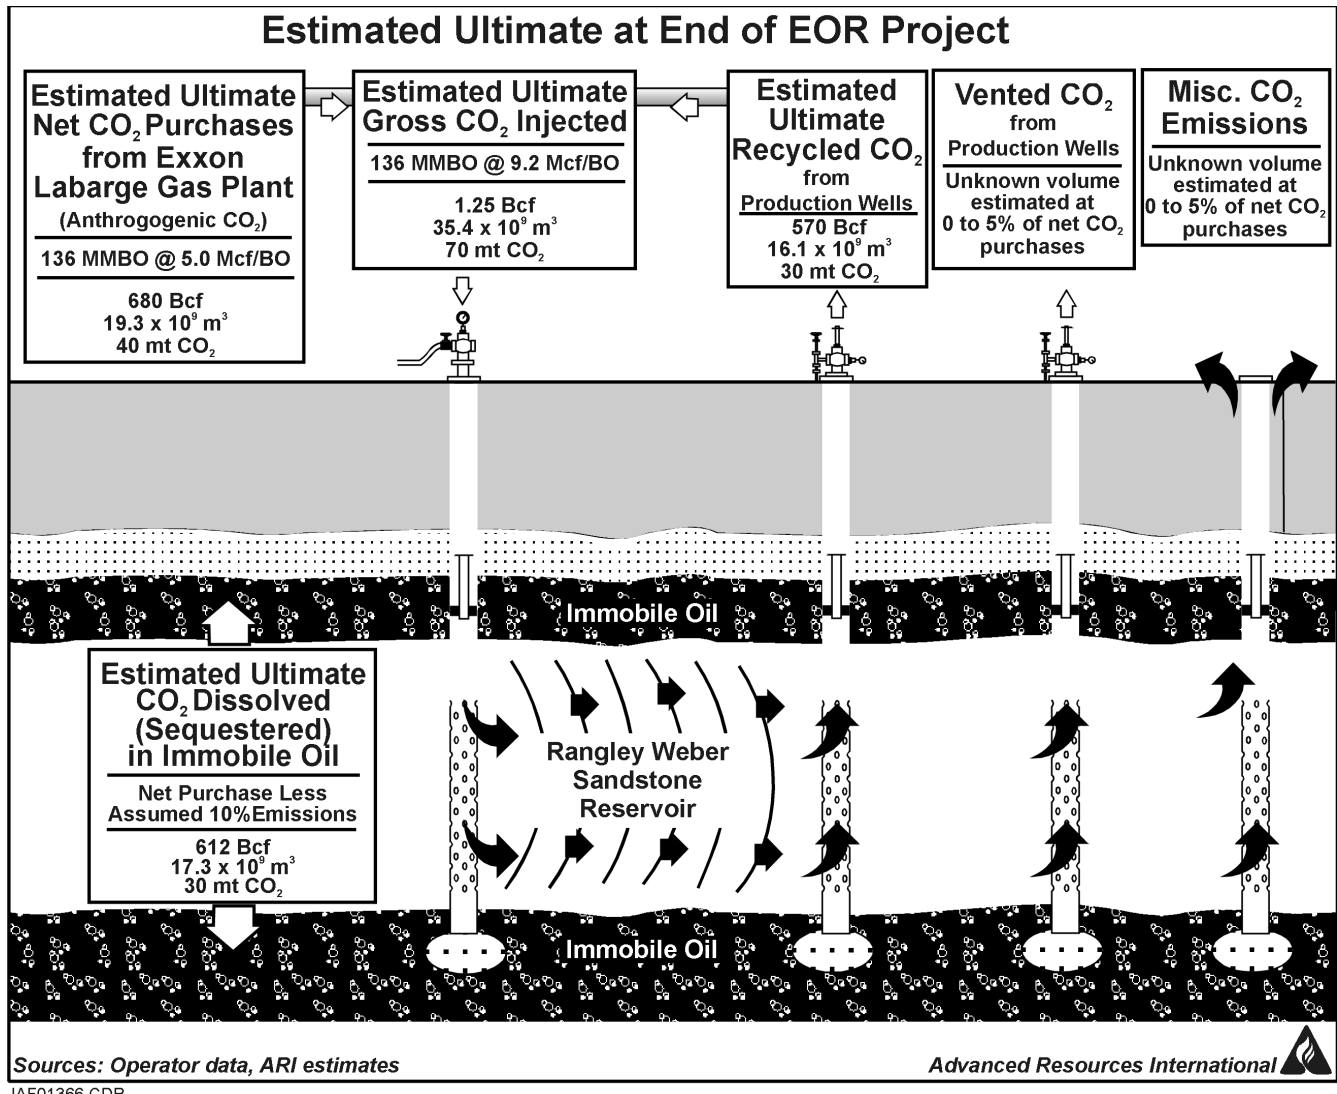 Estimated Ultimate at End of EOR Project
Estimated Ultimate
Net CO₂ Purchases
from Exxon
Labarge Gas Plant
(Anthrogogenic CO₂)
136 MMBO @ 5.0 Mcf/BO
680 Bcf
19.3 x 10⁹ m³
40 mt CO₂
Estimated Ultimate
Gross CO₂ Injected
136 MMBO @ 9.2 Mcf/BO
1.25 Bcf
35.4 x 10⁹ m³
70 mt CO₂
Estimated
Ultimate
Recycled CO₂
from
Production Wells
570 Bcf
16.1 x 10⁹ m³
30 mt CO₂
Vented CO₂
from
Production Wells
Unknown volume
estimated at
0 to 5% of net CO₂
purchases
Misc. CO₂
Emissions
Unknown volume
estimated at
0 to 5% of net CO₂
purchases
Immobile Oil
Estimated Ultimate
CO₂ Dissolved
(Sequestered)
in Immobile Oil
Net Purchase Less
Assumed 10%Emissions
612 Bcf
17.3 x 10⁹ m³
30 mt CO₂
Rangley Weber
Sandstone
Reservoir
Immobile Oil
Sources: Operator data, ARI estimates
Advanced Resources International